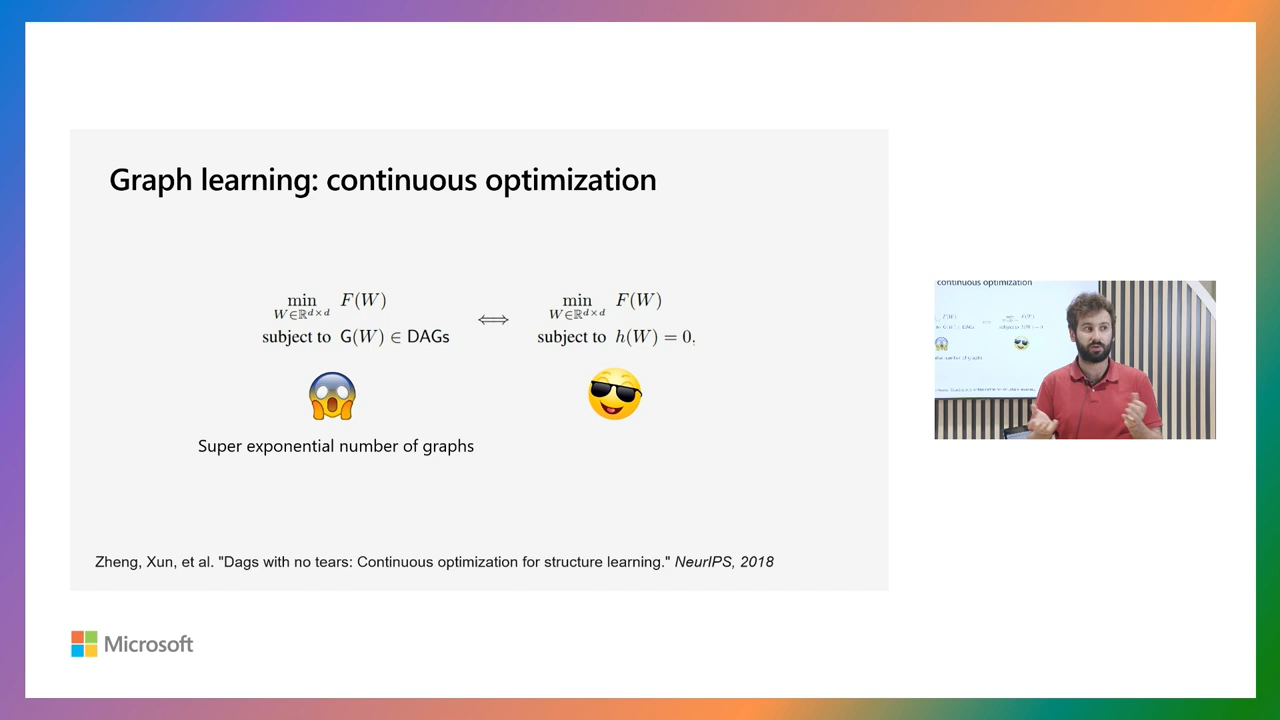 Graph learning: continuous optimization
min F(W)
W∈ℝ^{d×d}
subject to G(W) ∈ DAGs
⟺
min F(W)
W∈ℝ^{d×d}
subject to h(W) = 0,
Super exponential number of graphs
Zheng, Xun, et al. "Dags with no tears: Continuous optimization for structure learning." NeurIPS, 2018
Microsoft
continuous optimization